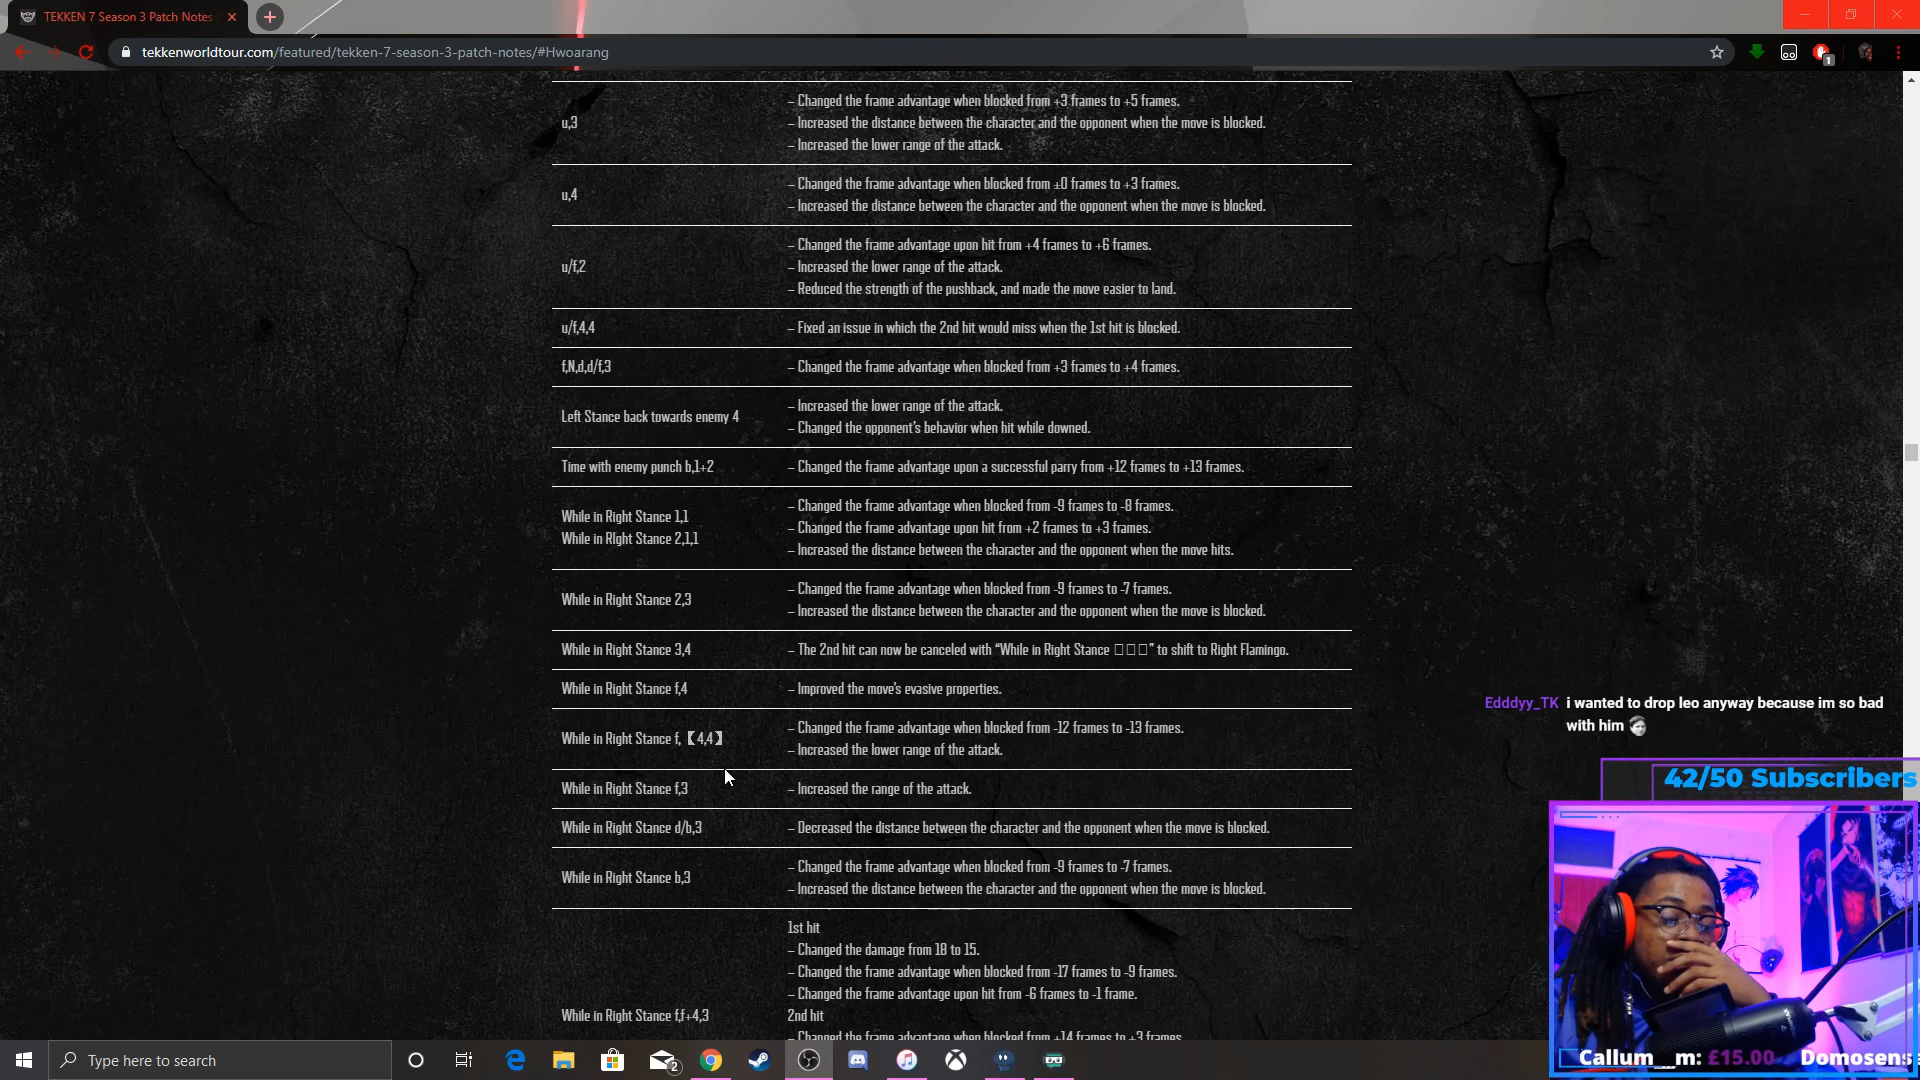 TEKKEN 7 Season 3 Patch Notes
tekkenworldtour.com/featured/tekken-7-season-3-patch-notes/#Hwoarang
1
u,3
– Changed the frame advantage when blocked from +3 frames to +5 frames.
– Increased the distance between the character and the opponent when the move is blocked.
– Increased the lower range of the attack.
u,4
– Changed the frame advantage when blocked from ±0 frames to +3 frames.
– Increased the distance between the character and the opponent when the move is blocked.
u/f,2
– Changed the frame advantage upon hit from +4 frames to +6 frames.
– Increased the lower range of the attack.
– Reduced the strength of the pushback, and made the move easier to land.
u/f,4,4
– Fixed an issue in which the 2nd hit would miss when the 1st hit is blocked.
f,N,d,d/f,3
– Changed the frame advantage when blocked from +3 frames to +4 frames.
Left Stance back towards enemy 4
– Increased the lower range of the attack.
– Changed the opponent's behavior when hit while downed.
Time with enemy punch b,1+2
– Changed the frame advantage upon a successful parry from +12 frames to +13 frames.
While in Right Stance 1,1
While in RIght Stance 2,1,1
– Changed the frame advantage when blocked from -9 frames to -8 frames.
– Changed the frame advantage upon hit from +2 frames to +3 frames.
– Increased the distance between the character and the opponent when the move hits.
While in Right Stance 2,3
– Changed the frame advantage when blocked from -9 frames to -7 frames.
– Increased the distance between the character and the opponent when the move is blocked.
While in Right Stance 3,4
– The 2nd hit can now be canceled with “While in Right Stance □□□” to shift to Right Flamingo.
While in Right Stance f,4
– Improved the move's evasive properties.
While in Right Stance f,【4,4】
– Changed the frame advantage when blocked from -12 frames to -13 frames.
– Increased the lower range of the attack.
While in Right Stance f,3
– Increased the range of the attack.
While in Right Stance d/b,3
– Decreased the distance between the character and the opponent when the move is blocked.
While in Right Stance b,3
– Changed the frame advantage when blocked from -9 frames to -7 frames.
– Increased the distance between the character and the opponent when the move is blocked.
While in Right Stance f,f+4,3
1st hit
– Changed the damage from 18 to 15.
– Changed the frame advantage when blocked from -17 frames to -9 frames.
– Changed the frame advantage upon hit from -6 frames to -1 frame.
2nd hit
– Changed the frame advantage when blocked from +14 frames to +3 frames.
Edddyy_TK i wanted to drop leo anyway because im so bad
with him
42/50 Subscribers
Callum__m: £15.00 Domosens
Type here to search
2